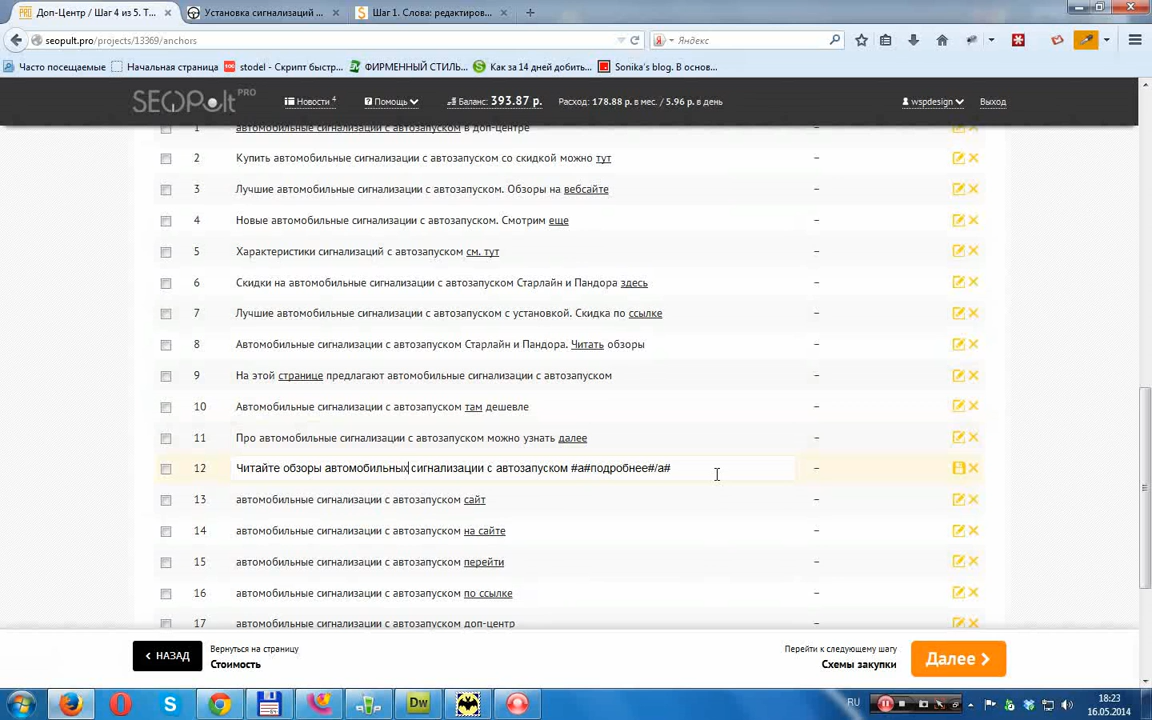 Доп-Центр / Шаг 4 из 5. Т...
Установка сигнализаций ...
Шаг 1. Слова: редактиров...
seopult.pro/projects/13369/anchors
Яндекс
Часто посещаемые
Начальная страница
stodel - Скрипт быстр...
ФИРМЕННЫЙ СТИЛЬ...
Как за 14 дней добить...
Sonika's blog. В основ...
SEOPult PRO
Новости 4
Помощь
Баланс: 393.87 р.
Расход: 178.88 р. в мес. / 5.96 р. в день
wspdesign
Выход
1 автомобильные сигнализации с автозапуском в доп-центре –
2 Купить автомобильные сигнализации с автозапуском со скидкой можно тут –
3 Лучшие автомобильные сигнализации с автозапуском. Обзоры на вебсайте –
4 Новые автомобильные сигнализации с автозапуском. Смотрим еще –
5 Характеристики сигнализаций с автозапуском см. тут –
6 Скидки на автомобильные сигнализации с автозапуском Старлайн и Пандора здесь –
7 Лучшие автомобильные сигнализации с автозапуском с установкой. Скидка по ссылке –
8 Автомобильные сигнализации с автозапуском Старлайн и Пандора. Читать обзоры –
9 На этой странице предлагают автомобильные сигнализации с автозапуском –
10 Автомобильные сигнализации с автозапуском там дешевле –
11 Про автомобильные сигнализации с автозапуском можно узнать далее –
12 Читайте обзоры автомобильных сигнализации с автозапуском #a#подробнее#/a# –
13 автомобильные сигнализации с автозапуском сайт –
14 автомобильные сигнализации с автозапуском на сайте –
15 автомобильные сигнализации с автозапуском перейти –
16 автомобильные сигнализации с автозапуском по ссылке –
17 автомобильные сигнализации с автозапуском доп-центр –
НАЗАД
Вернуться на страницу
Стоимость
Перейти к следующему шагу
Схемы закупки
Далее
Dw
RU
18:23
16.05.2014